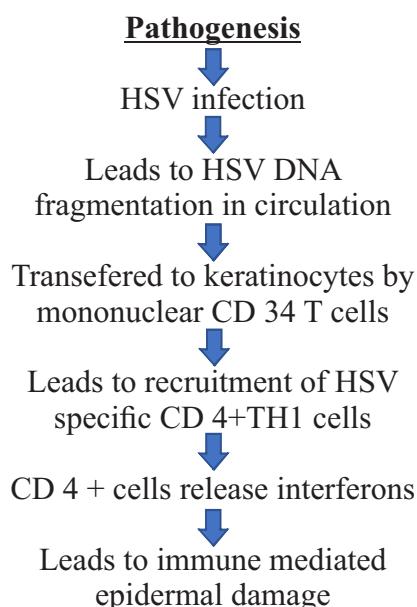 Pathogenesis
HSV infection
Leads to HSV DNA
fragmentation in circulation
Transefered to keratinocytes by
mononuclear CD 34 T cells
Leads to recruitment of HSV
specific CD 4+TH1 cells
CD 4 + cells release interferons
Leads to immune mediated
epidermal damage